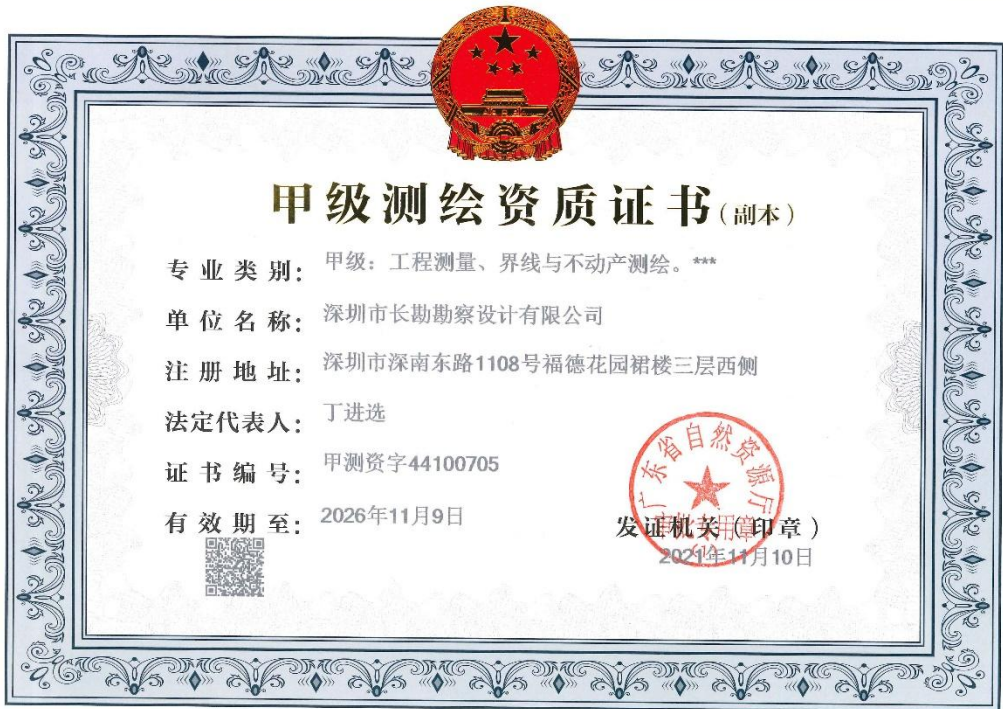 甲级测绘资质证书(副本)
专业类别: 甲级：工程测量、界线与不动产测绘。***
单位名称: 深圳市长勘勘察设计有限公司
注册地址: 深圳市深南东路1108号福德花园裙楼三层西侧
法定代表人: 丁进选
证书编号: 甲测资字44100705
有效期至: 2026年11月9日
广东省自然资源厅
审批专用章
(1)
发证机关(印章)
2021年11月10日